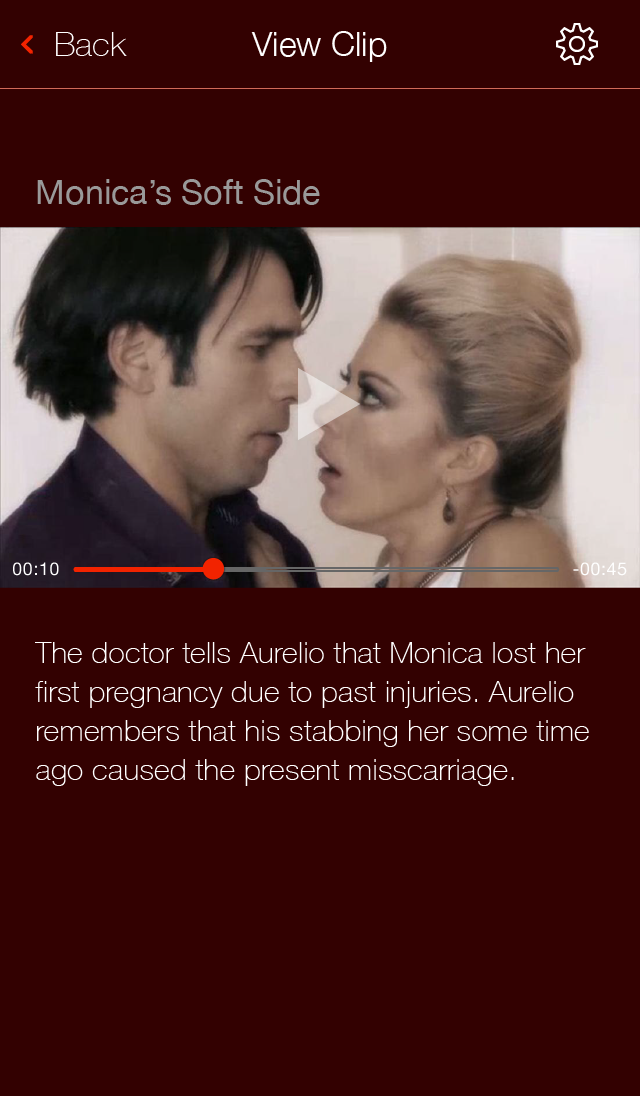 Back
View Clip
Monica’s Soft Side
00:10
-00:45
The doctor tells Aurelio that Monica lost her
first pregnancy due to past injuries. Aurelio
remembers that his stabbing her some time
ago caused the present misscarriage.